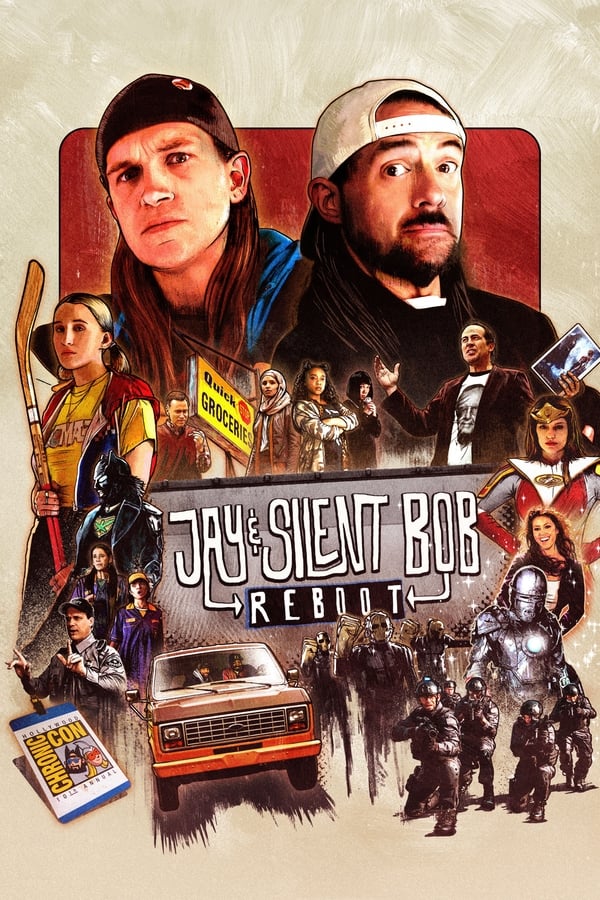 Quick
GROCERIES
JAY & SILENT BOB
REBOOT
HOLLYWOOD
CHRONIC
CON